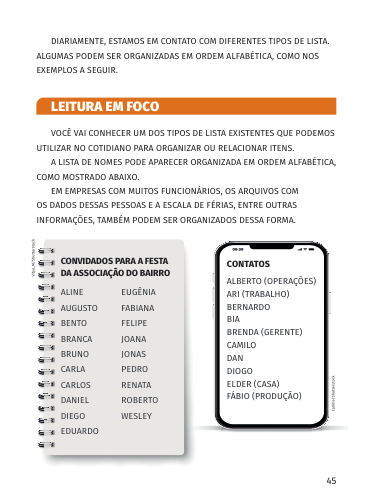 DIARIAMENTE, ESTAMOS EM CONTATO COM DIFERENTES TIPOS DE LISTA.
ALGUMAS PODEM SER ORGANIZADAS EM ORDEM ALFABÉTICA, COMO NOS
EXEMPLOS A SEGUIR.
LEITURA EM FOCO
VOCÊ VAI CONHECER UM DOS TIPOS DE LISTA EXISTENTES QUE PODEMOS
UTILIZAR NO COTIDIANO PARA ORGANIZAR OU RELACIONAR ITENS.
A LISTA DE NOMES PODE APARECER ORGANIZADA EM ORDEM ALFABÉTICA,
COMO MOSTRADO ABAIXO.
EM EMPRESAS COM MUITOS FUNCIONÁRIOS, OS ARQUIVOS COM
OS DADOS DESSAS PESSOAS E A ESCALA DE FÉRIAS, ENTRE OUTRAS
INFORMAÇÕES, TAMBÉM PODEM SER ORGANIZADOS DESSA FORMA.
CONVIDADOS PARA A FESTA
DA ASSOCIAÇÃO DO BAIRRO
ALINE
AUGUSTO
BENTO
BRANCA
BRUNO
CARLA
CARLOS
DANIEL
DIEGO
EDUARDO
EUGÊNIA
FABIANA
FELIPE
JOANA
JONAS
PEDRO
RENATA
ROBERTO
WESLEY
CONTATOS
ALBERTO (OPERAÇÕES)
ARI (TRABALHO)
BERNARDO
BIA
BRENDA (GERENTE)
CAMILO
DAN
DIOGO
ELDER (CASA)
FÁBIO (PRODUÇÃO)
45